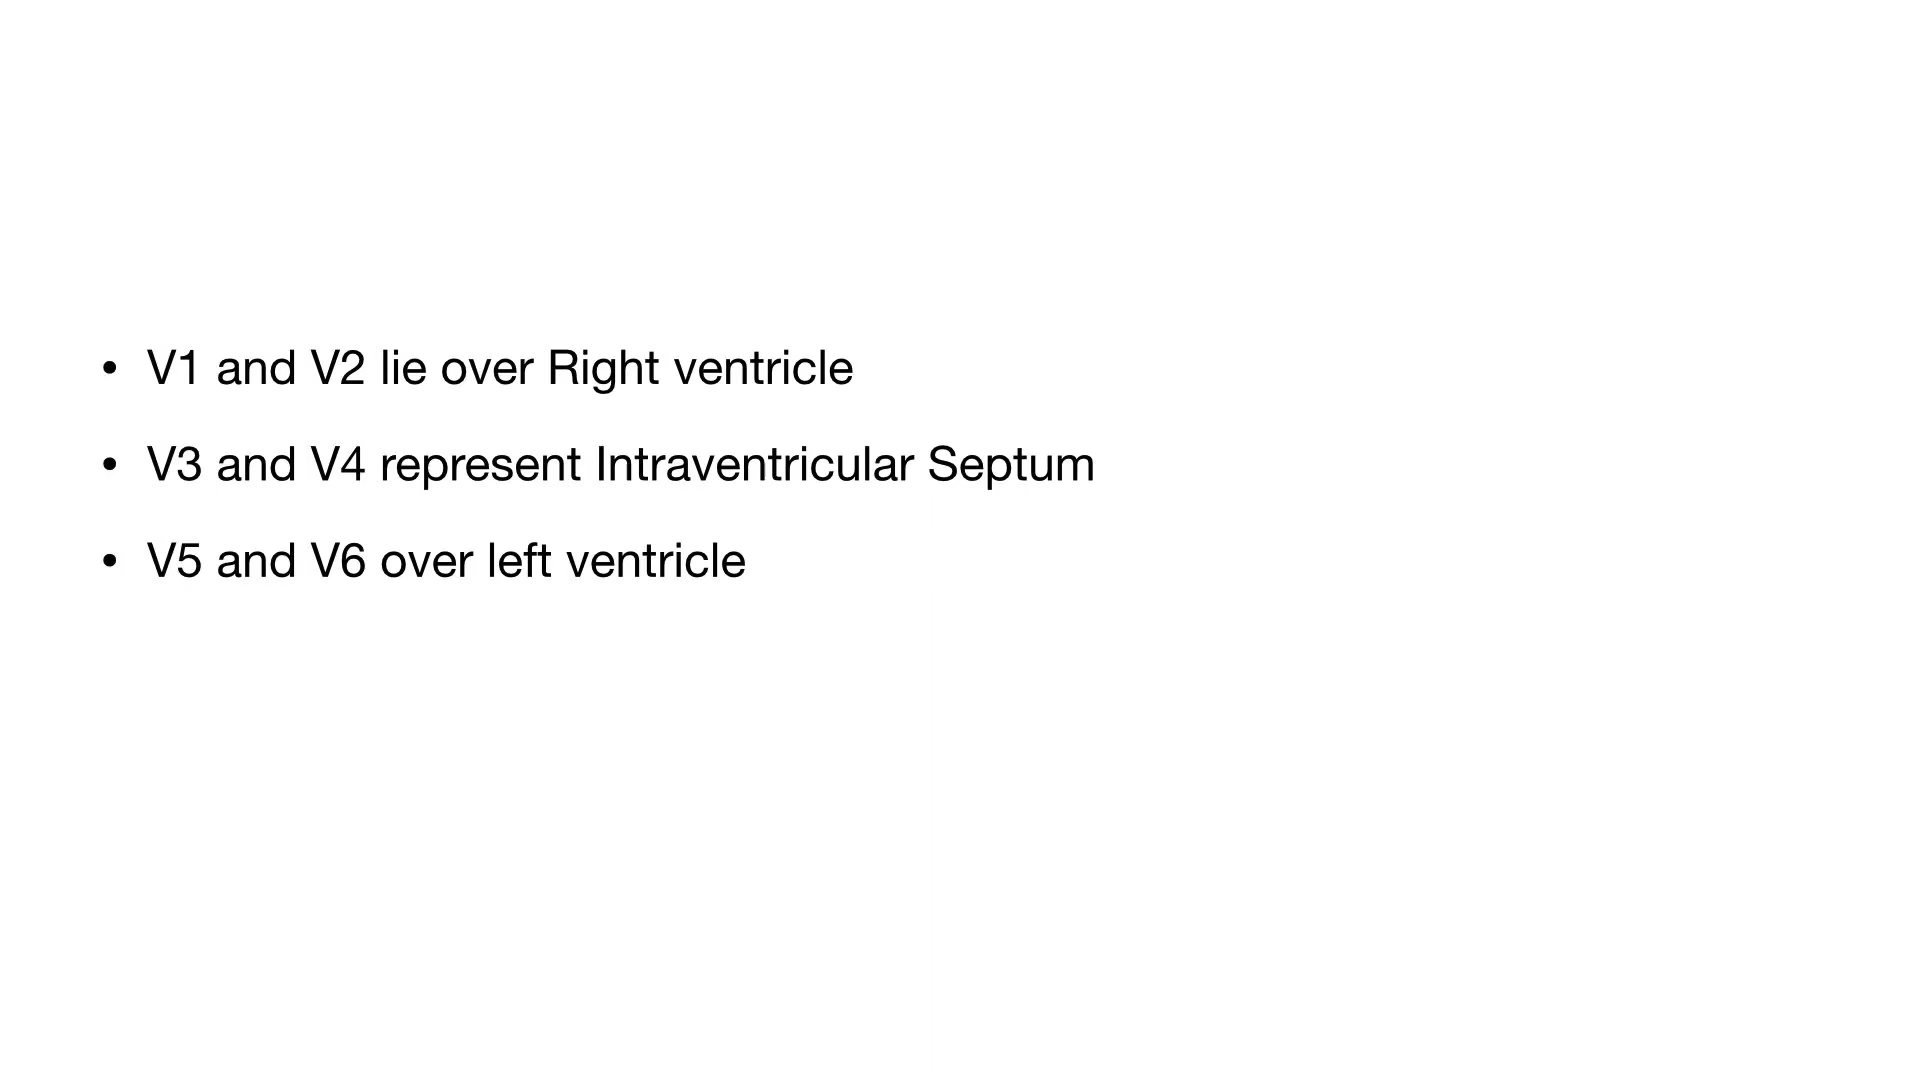 • V1 and V2 lie over Right ventricle
• V3 and V4 represent Intraventricular Septum
• V5 and V6 over left ventricle